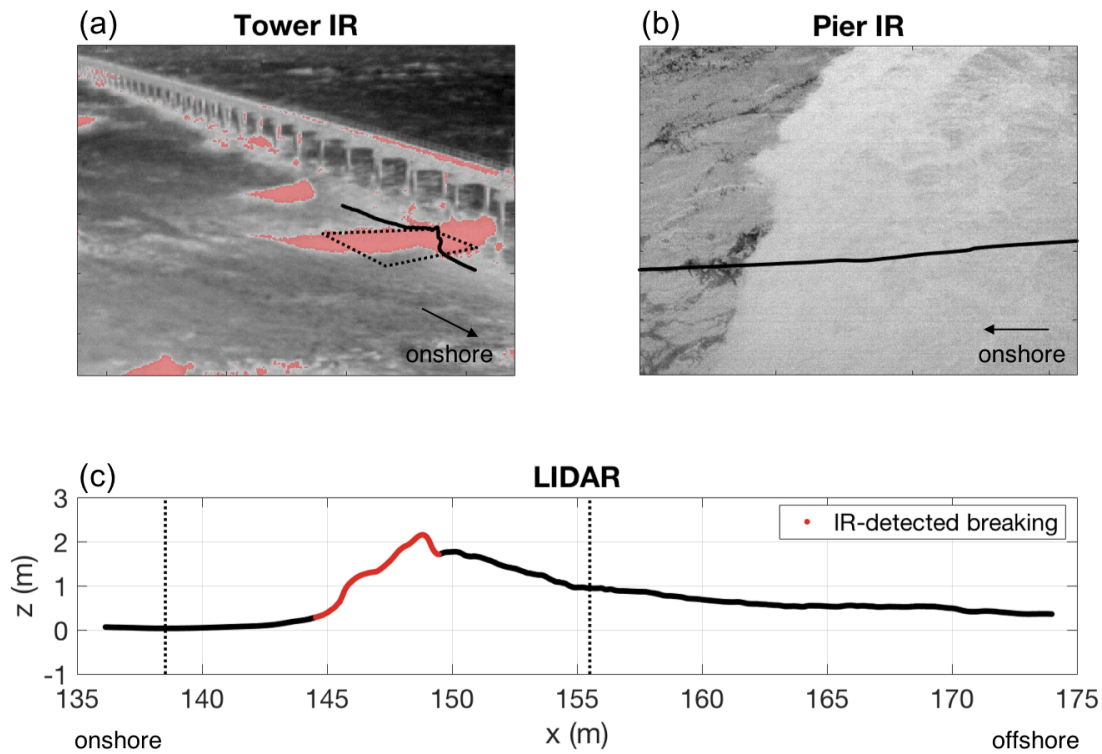 (a)
Tower IR
onshore
(b)
Pier IR
onshore
(c)
LIDAR
3
2
1
0
-1
z (m)
IR-detected breaking
135 140 145 150 155 160 165 170 175
onshore
x (m)
offshore